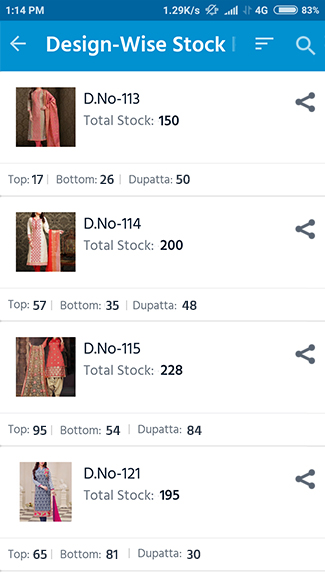 1:14 PM 1.29K/s 4G 83%
Design-Wise Stock
D.No-113
Total Stock: 150
Top: 17 | Bottom: 26 | Dupatta: 50
D.No-114
Total Stock: 200
Top: 57 | Bottom: 35 | Dupatta: 48
D.No-115
Total Stock: 228
Top: 95 | Bottom: 54 | Dupatta: 84
D.No-121
Total Stock: 195
Top: 65 | Bottom: 81 | Dupatta: 30